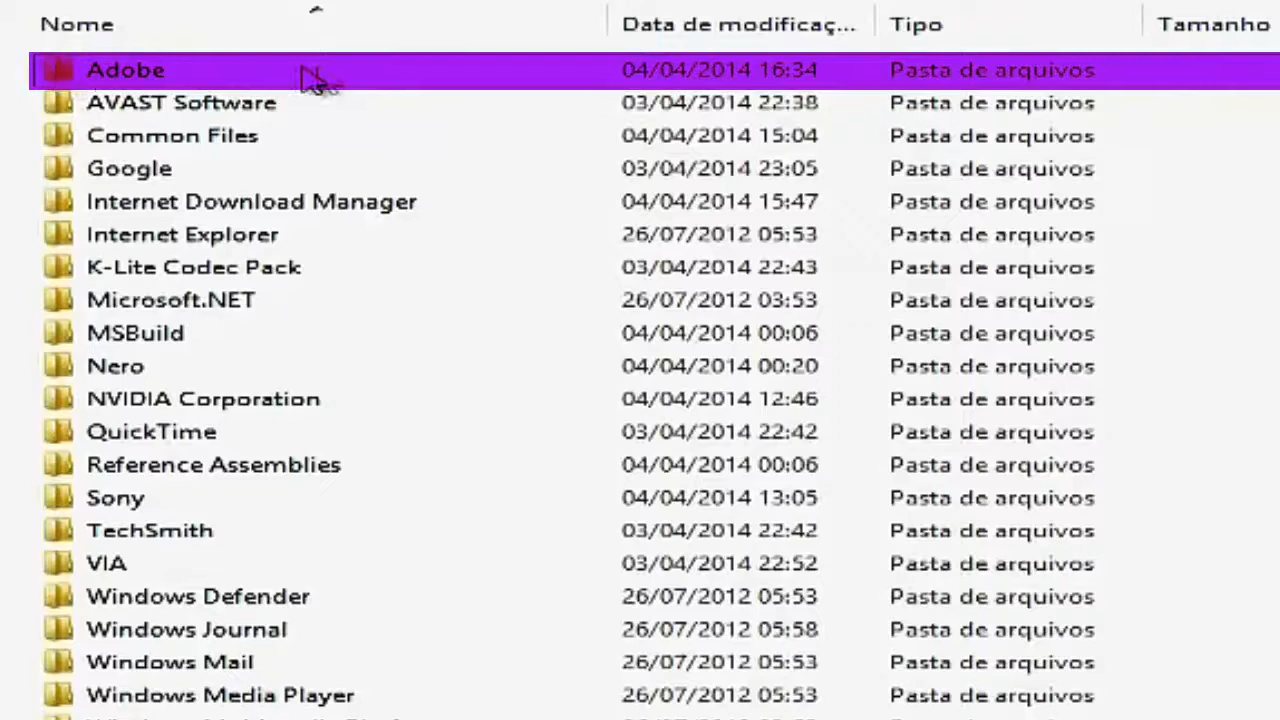 Nome Data de modificaç... Tipo Tamanho
Adobe 04/04/2014 16:34 Pasta de arquivos
AVAST Software 03/04/2014 22:38 Pasta de arquivos
Common Files 04/04/2014 15:04 Pasta de arquivos
Google 03/04/2014 23:05 Pasta de arquivos
Internet Download Manager 04/04/2014 15:47 Pasta de arquivos
Internet Explorer 26/07/2012 05:53 Pasta de arquivos
K-Lite Codec Pack 03/04/2014 22:43 Pasta de arquivos
Microsoft.NET 26/07/2012 03:53 Pasta de arquivos
MSBuild 04/04/2014 00:06 Pasta de arquivos
Nero 04/04/2014 00:20 Pasta de arquivos
NVIDIA Corporation 04/04/2014 12:46 Pasta de arquivos
QuickTime 03/04/2014 22:42 Pasta de arquivos
Reference Assemblies 04/04/2014 00:06 Pasta de arquivos
Sony 04/04/2014 13:05 Pasta de arquivos
TechSmith 03/04/2014 22:42 Pasta de arquivos
VIA 03/04/2014 22:52 Pasta de arquivos
Windows Defender 26/07/2012 05:53 Pasta de arquivos
Windows Journal 26/07/2012 05:58 Pasta de arquivos
Windows Mail 26/07/2012 05:53 Pasta de arquivos
Windows Media Player 26/07/2012 05:53 Pasta de arquivos